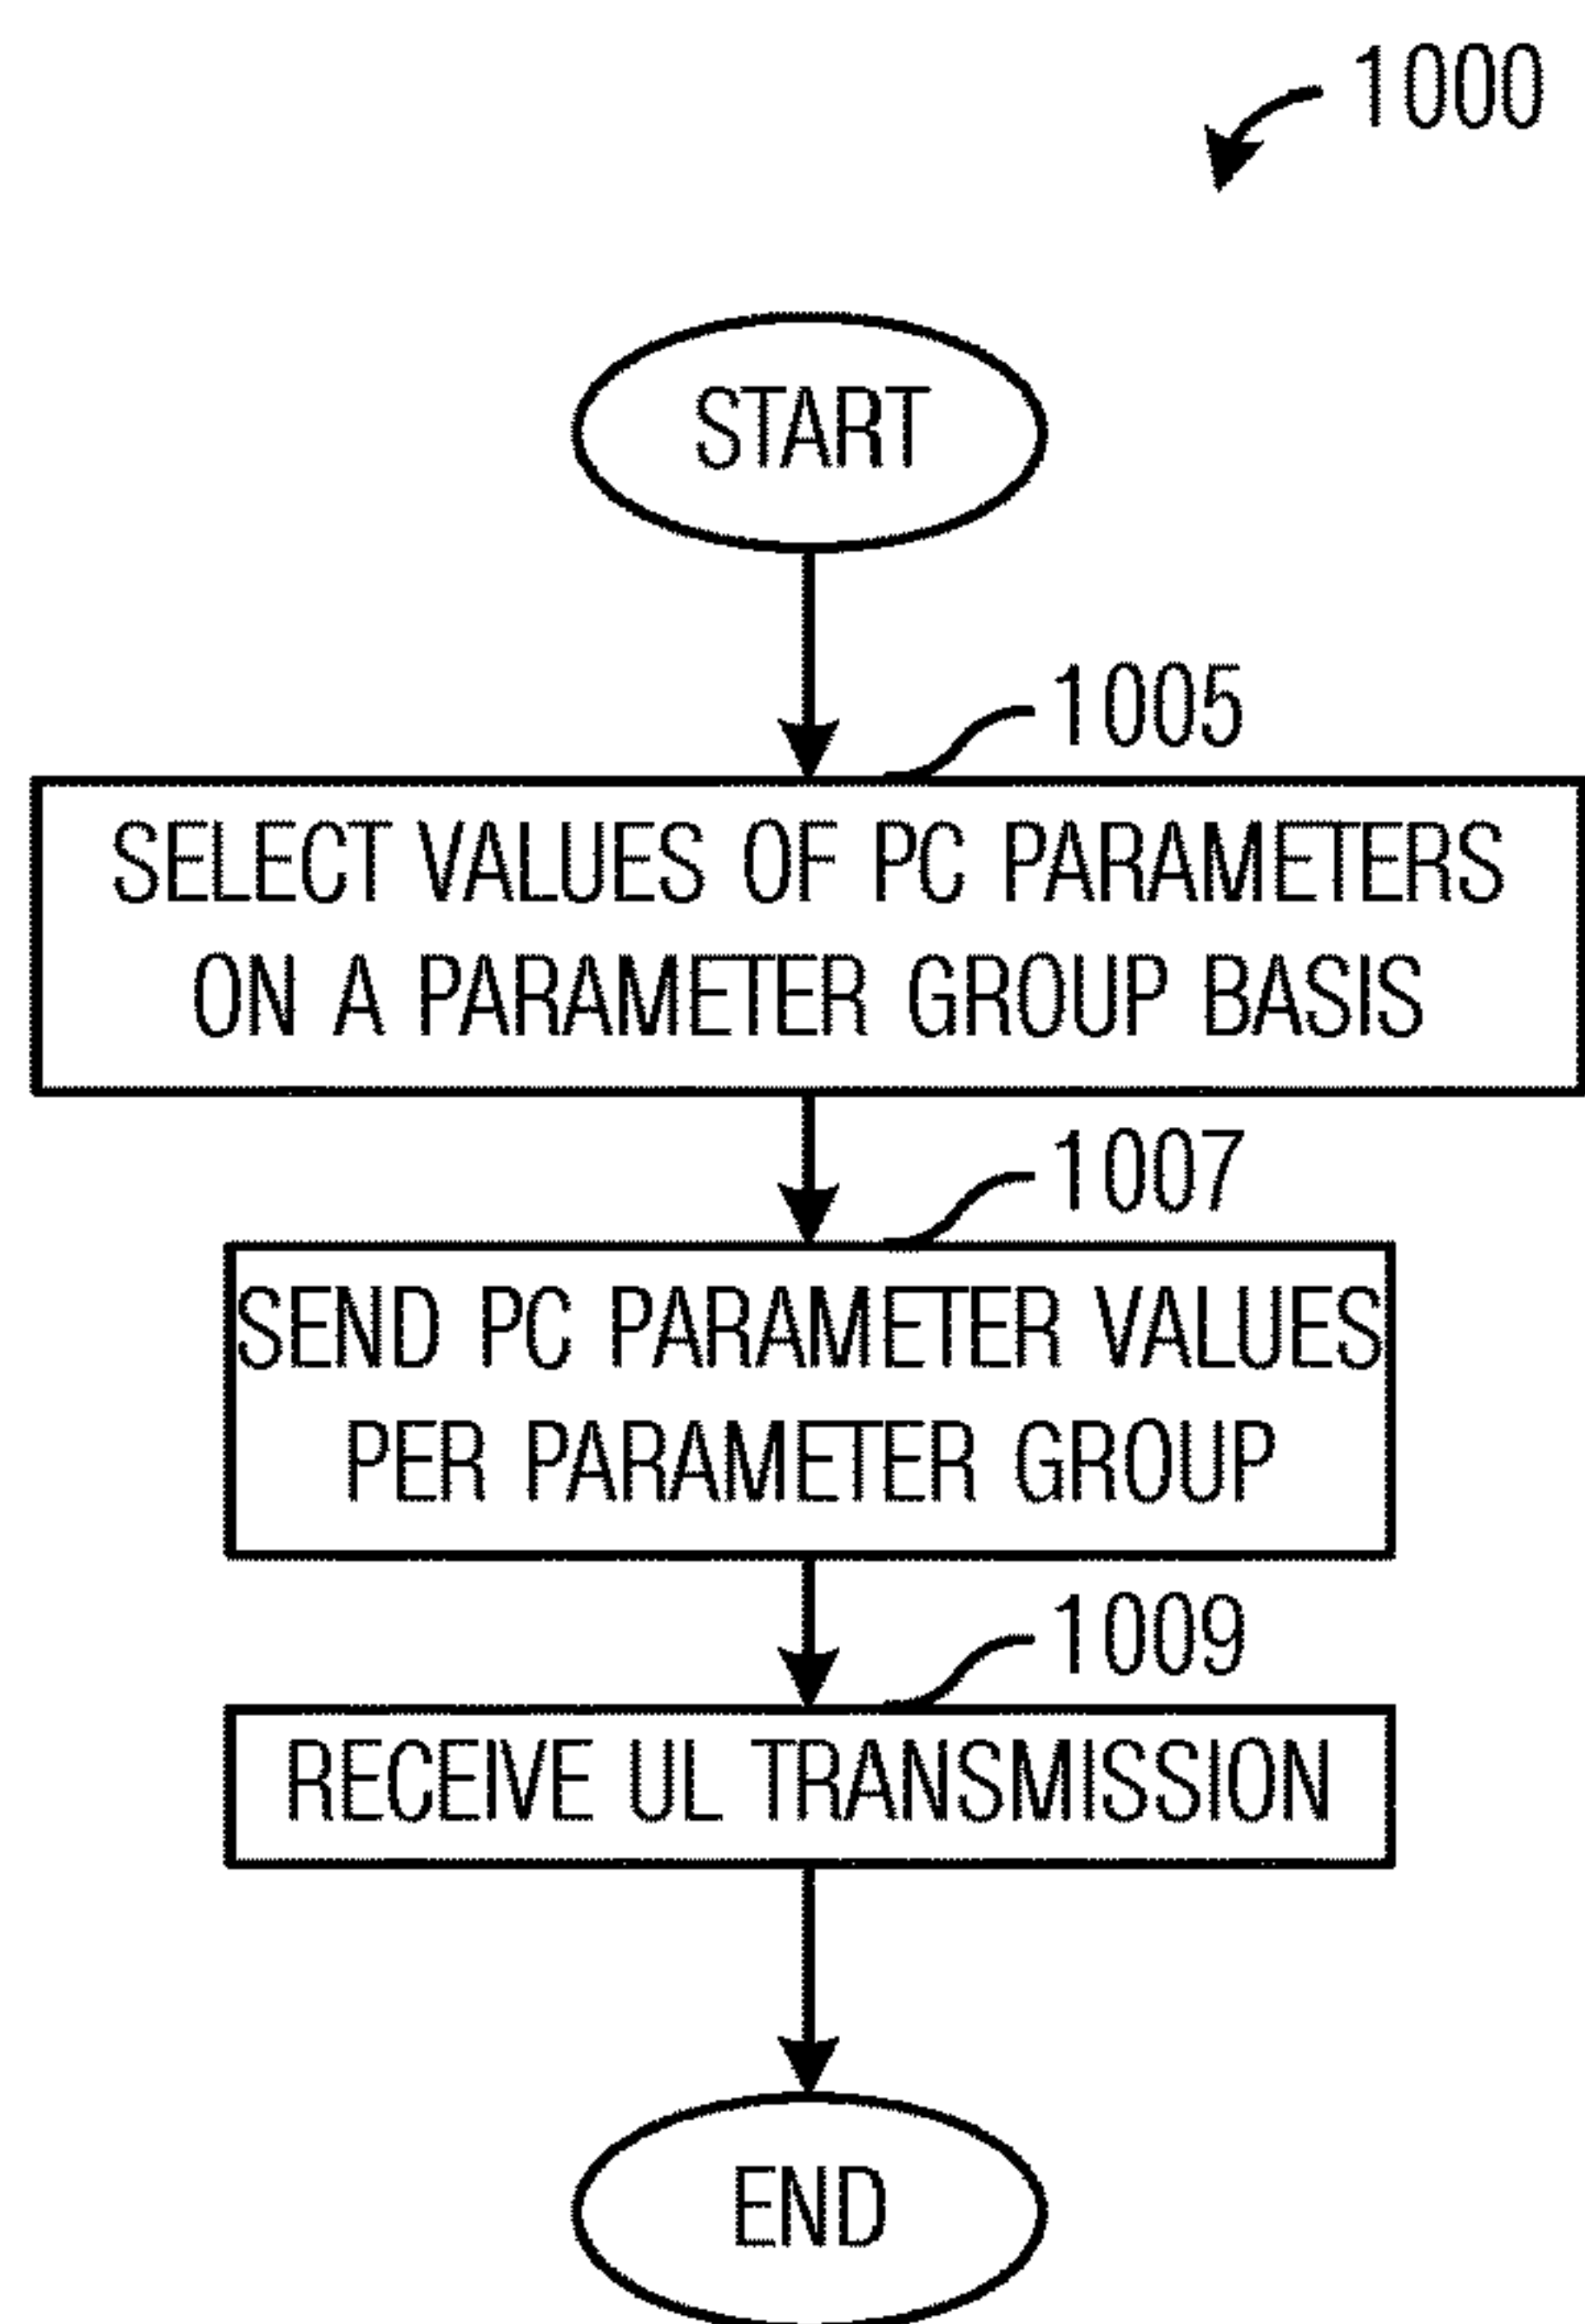 1000
START
1005
SELECT VALUES OF PC PARAMETERS
ON A PARAMETER GROUP BASIS
1007
SEND PC PARAMETER VALUES
PER PARAMETER GROUP
1009
RECEIVE UL TRANSMISSION
END